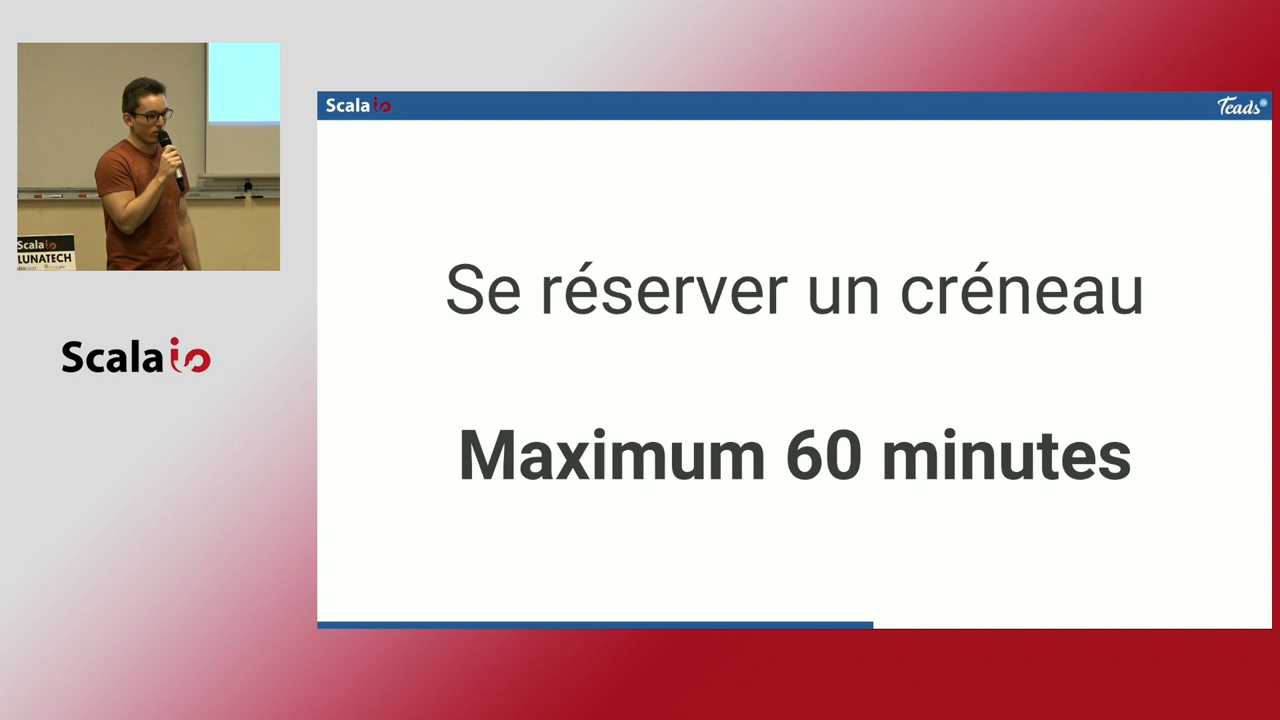 Scala io
LUNATECH
Scala io
Scala io
Teads
Se réserver un créneau
Maximum 60 minutes